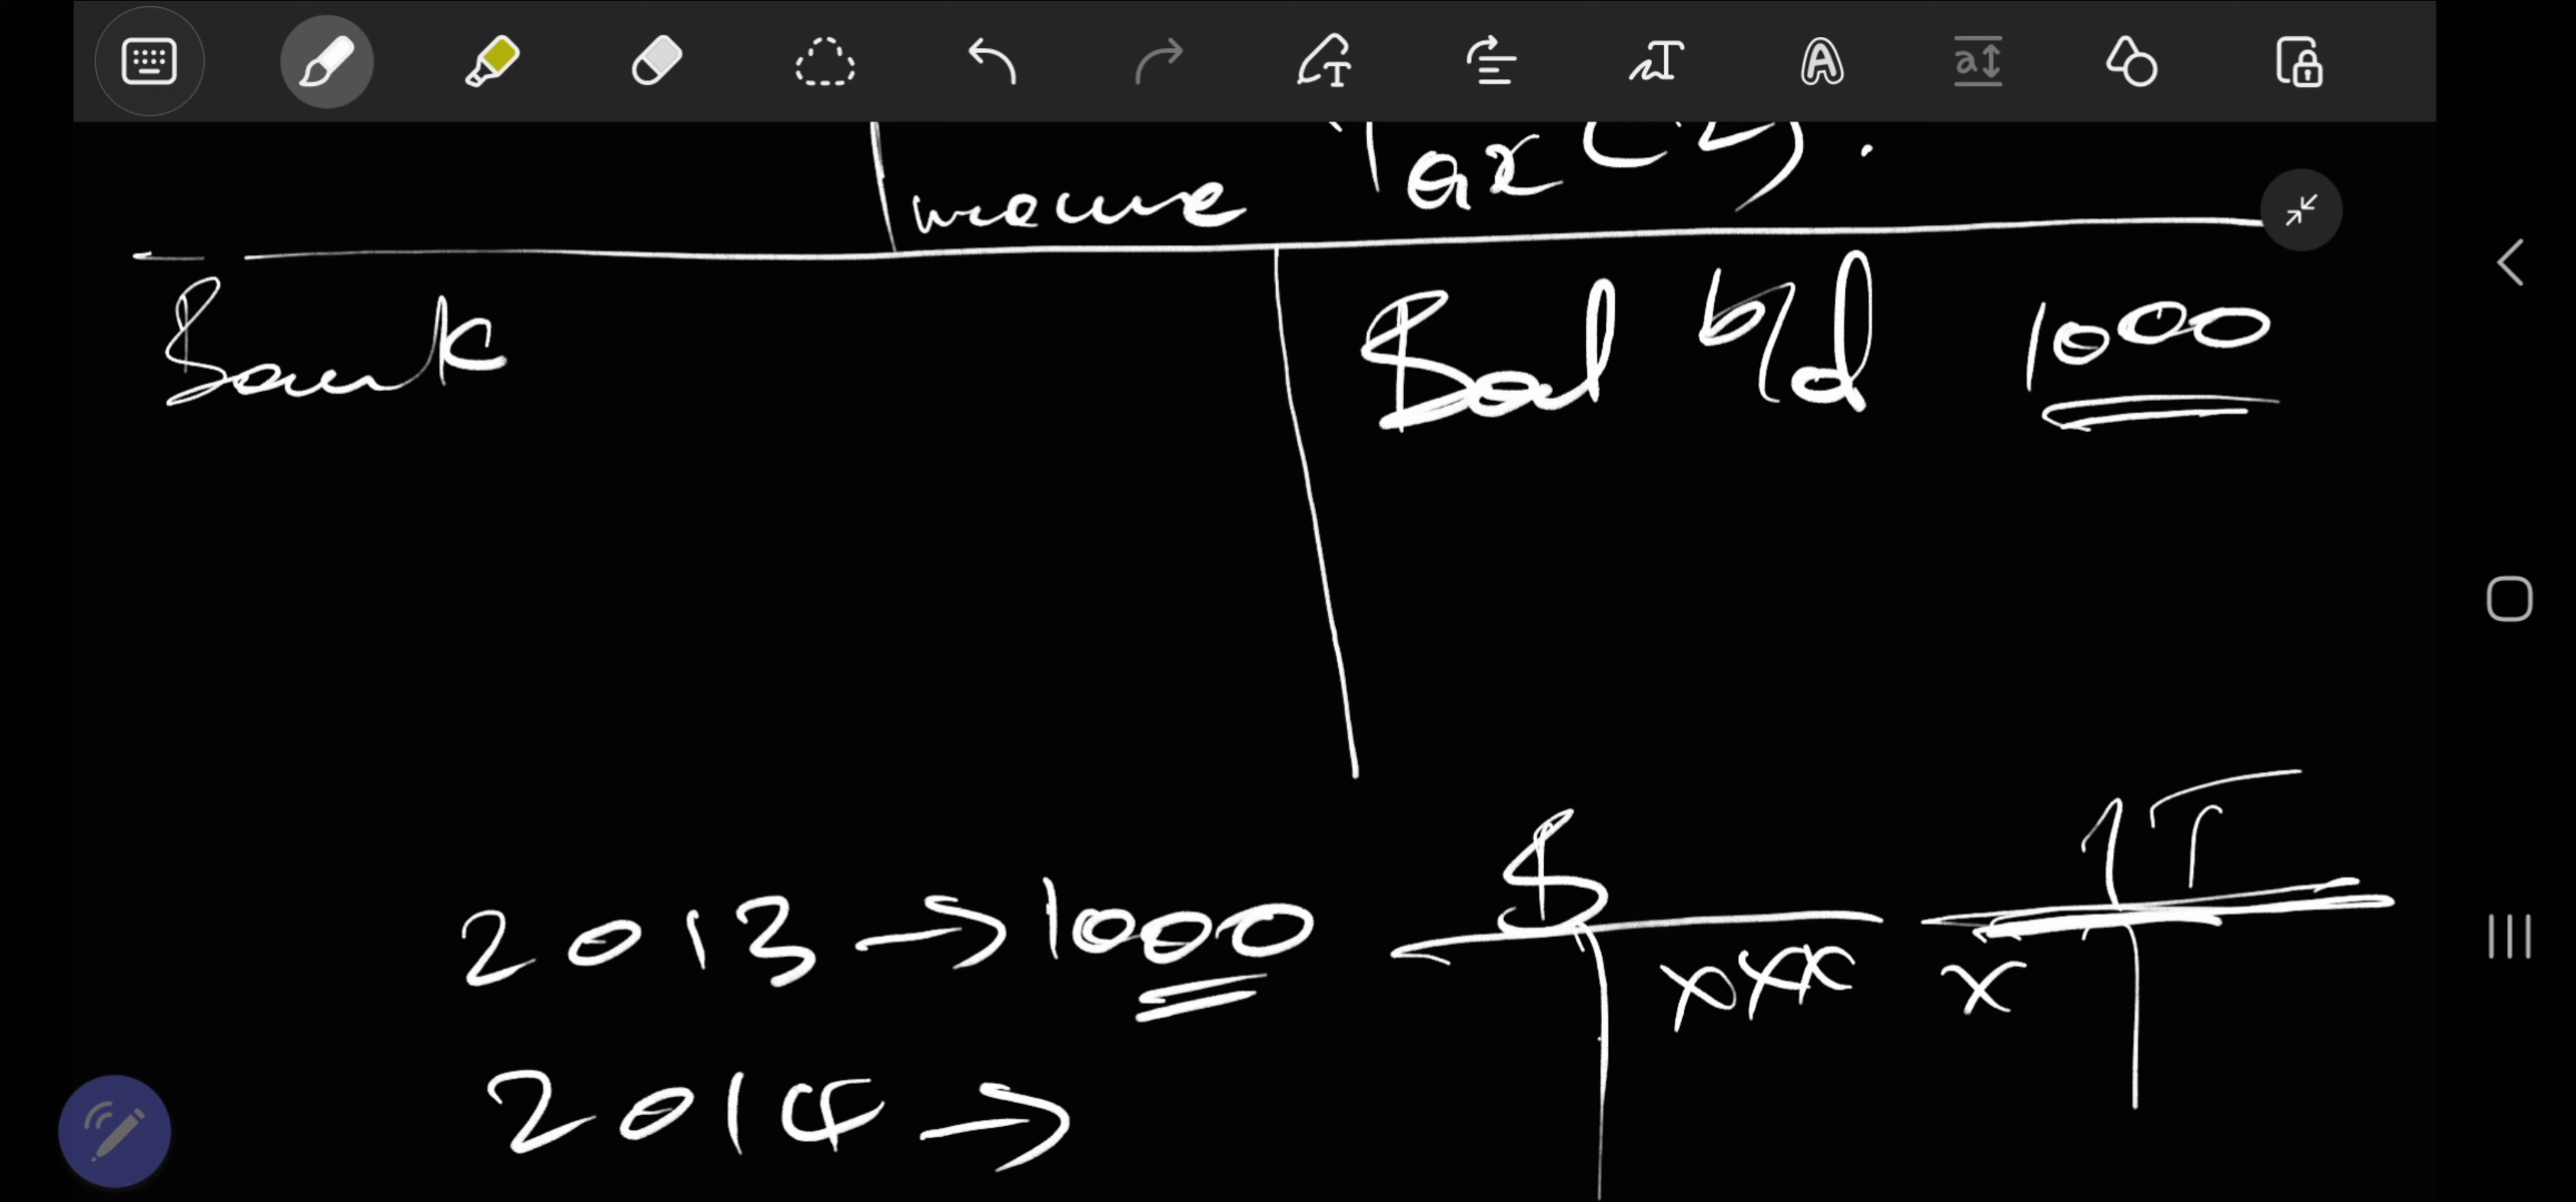 Income Tax (L).
Bank
Bal b/d 1000
2013 → 1000
B
xxx
IT
x
2014 →